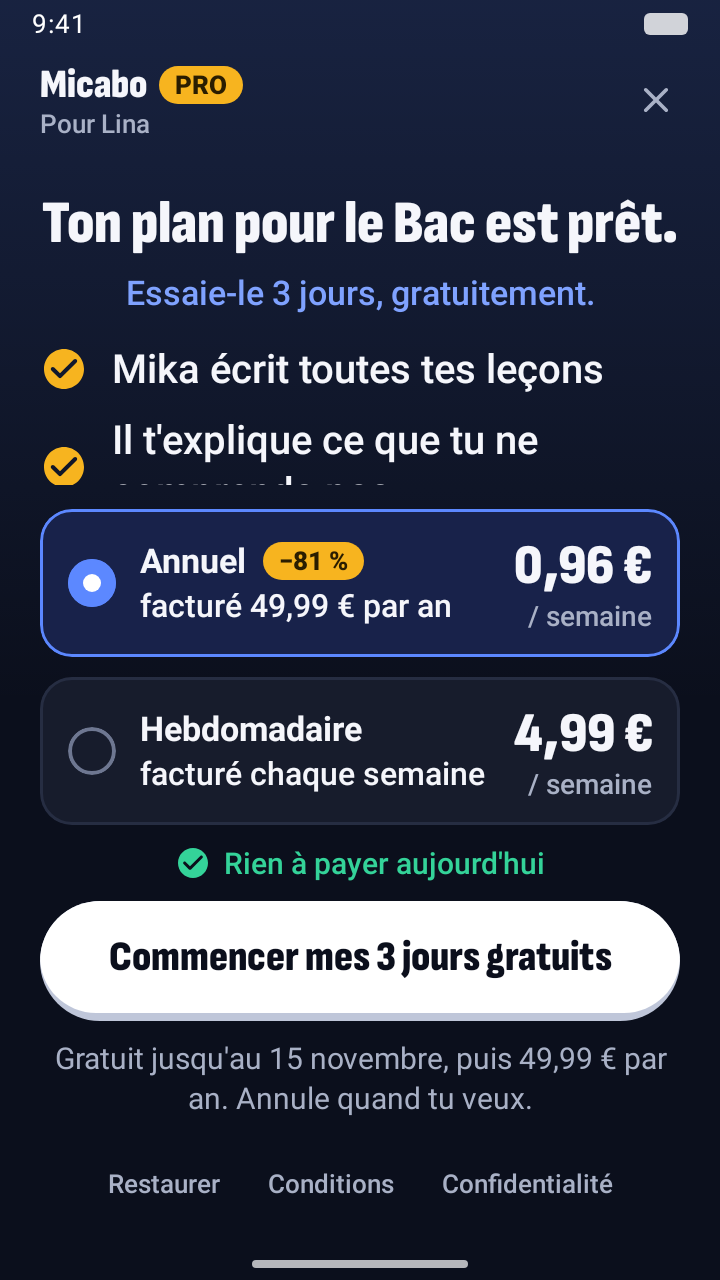 9:41
Micabo PRO
Pour Lina
Ton plan pour le Bac est prêt.
Essaie-le 3 jours, gratuitement.
Mika écrit toutes tes leçons
Il t'explique ce que tu ne
Annuel −81 %
0,96 €
facturé 49,99 € par an
/ semaine
Hebdomadaire
4,99 €
facturé chaque semaine
/ semaine
Rien à payer aujourd'hui
Commencer mes 3 jours gratuits
Gratuit jusqu'au 15 novembre, puis 49,99 € par
an. Annule quand tu veux.
Restaurer Conditions Confidentialité